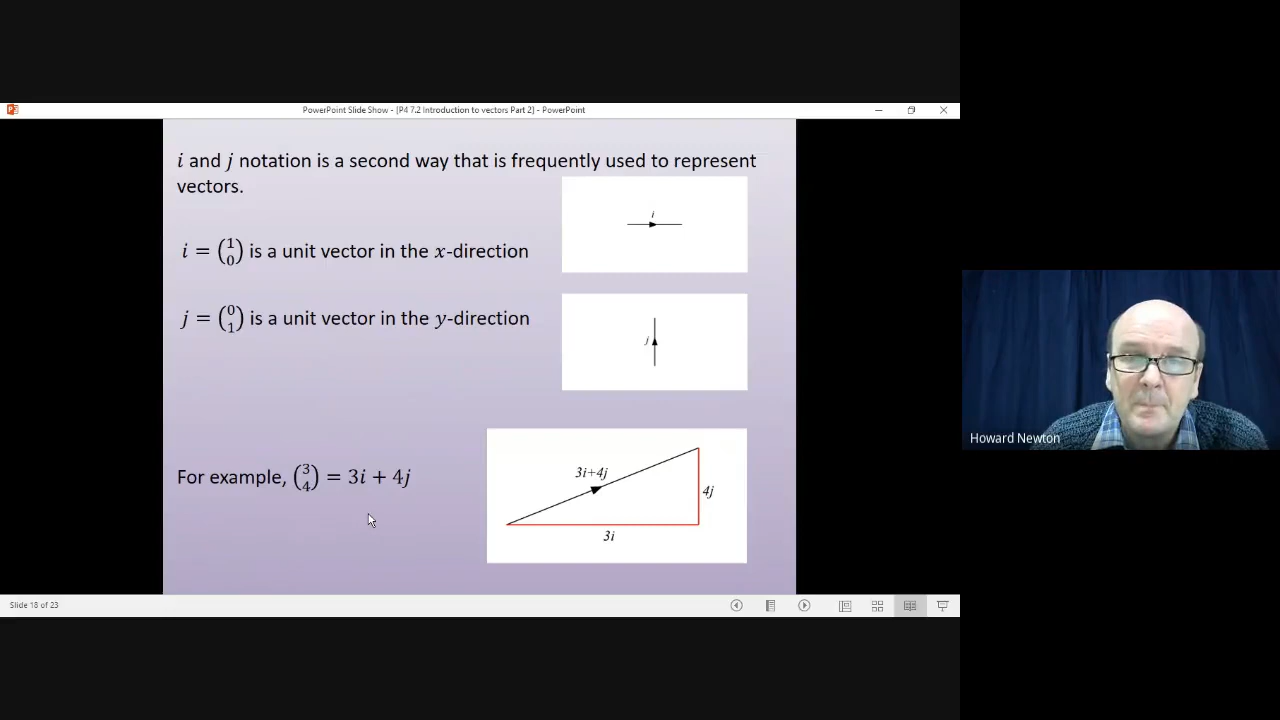 PowerPoint Slide Show - [P4 7.2 Introduction to vectors Part 2] - PowerPoint
i and j notation is a second way that is frequently used to represent
vectors.
i
i = (1 0) is a unit vector in the x-direction
j = (0 1) is a unit vector in the y-direction
j
For example, (3 4) = 3i + 4j
3i+4j
4j
3i
Howard Newton
Slide 18 of 23